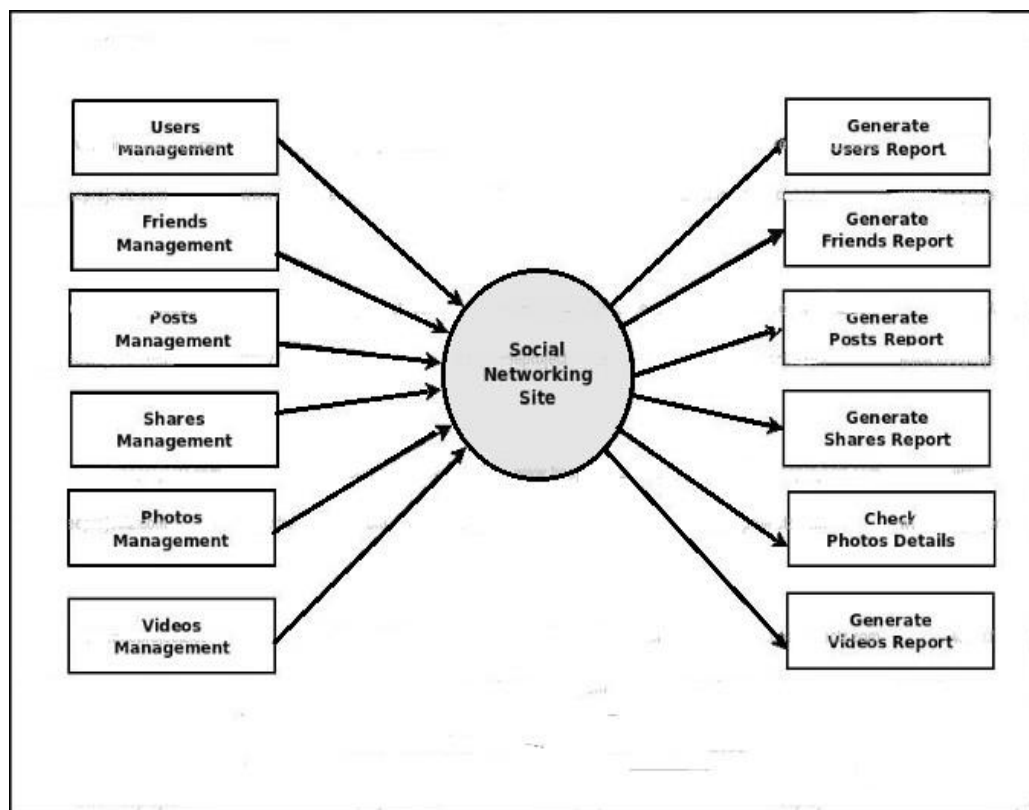 Users
Management
Friends
Management
Posts
Management
Shares
Management
Photos
Management
Videos
Management
Social
Networking
Site
Generate
Users Report
Generate
Friends Report
Generate
Posts Report
Generate
Shares Report
Check
Photos Details
Generate
Videos Report